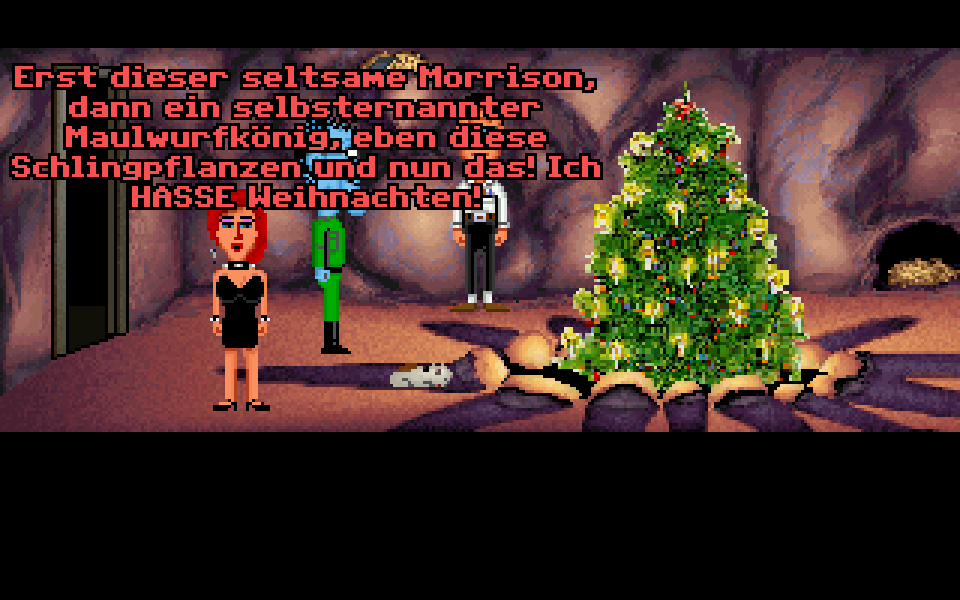 Erst dieser seltsame Morrison,
dann ein selbsternannter
Maulwurfkönig, eben diese
Schlingpflanzen und nun das! Ich
HASSE Weihnachten!